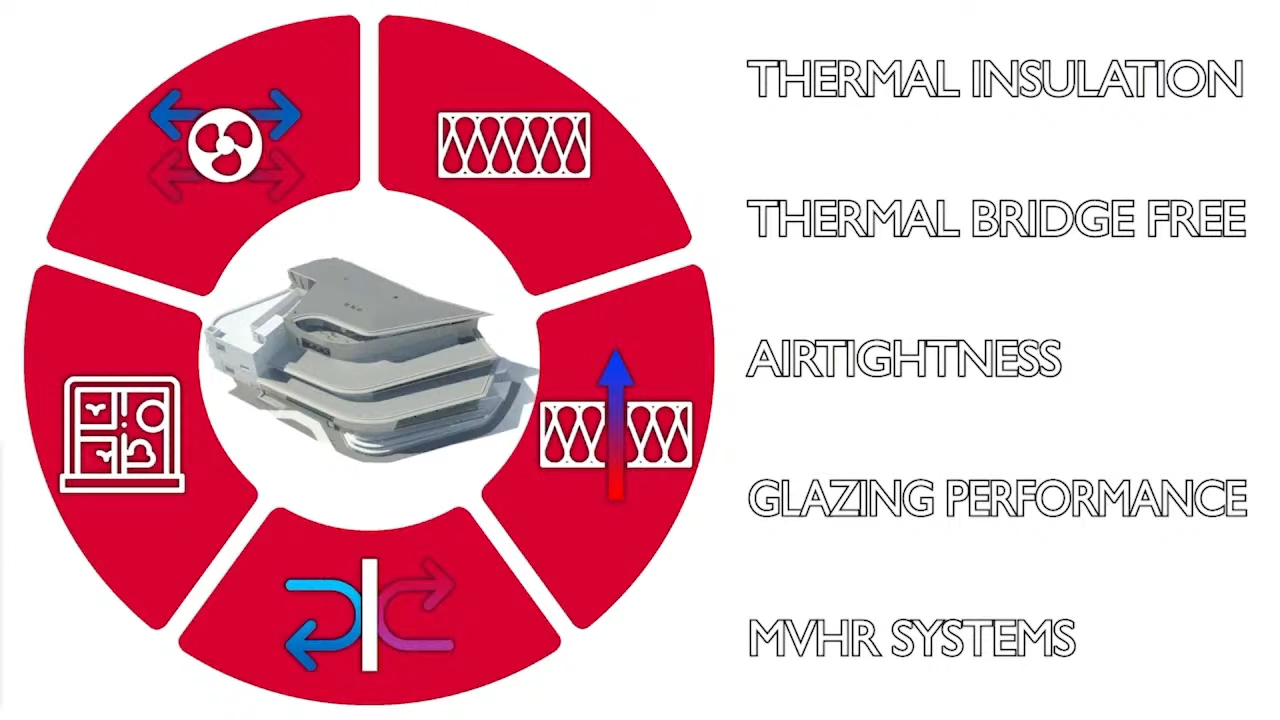 THERMAL INSULATION
THERMAL BRIDGE FREE
AIRTIGHTNESS
GLAZING PERFORMANCE
MVHR SYSTEMS